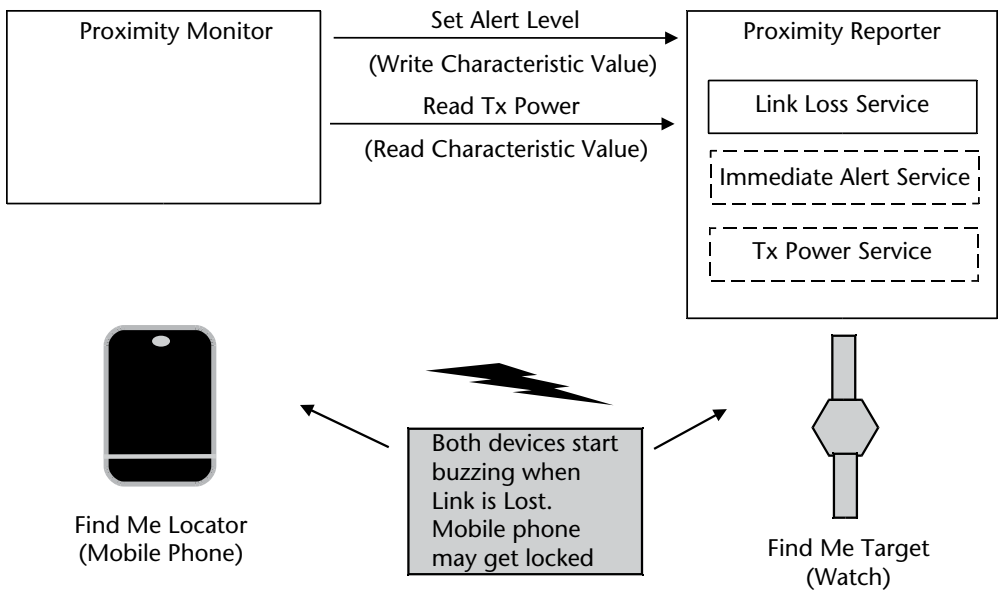 Proximity Monitor
Set Alert Level
(Write Characteristic Value)
Read Tx Power
(Read Characteristic Value)
Proximity Reporter
Link Loss Service
Immediate Alert Service
Tx Power Service
Both devices start
buzzing when
Link is Lost.
Mobile phone
may get locked
Find Me Locator
(Mobile Phone)
Find Me Target
(Watch)